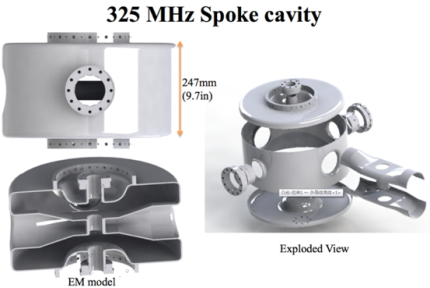 325 MHz Spoke cavity
247mm
(9.7in)
Exploded View
EM model